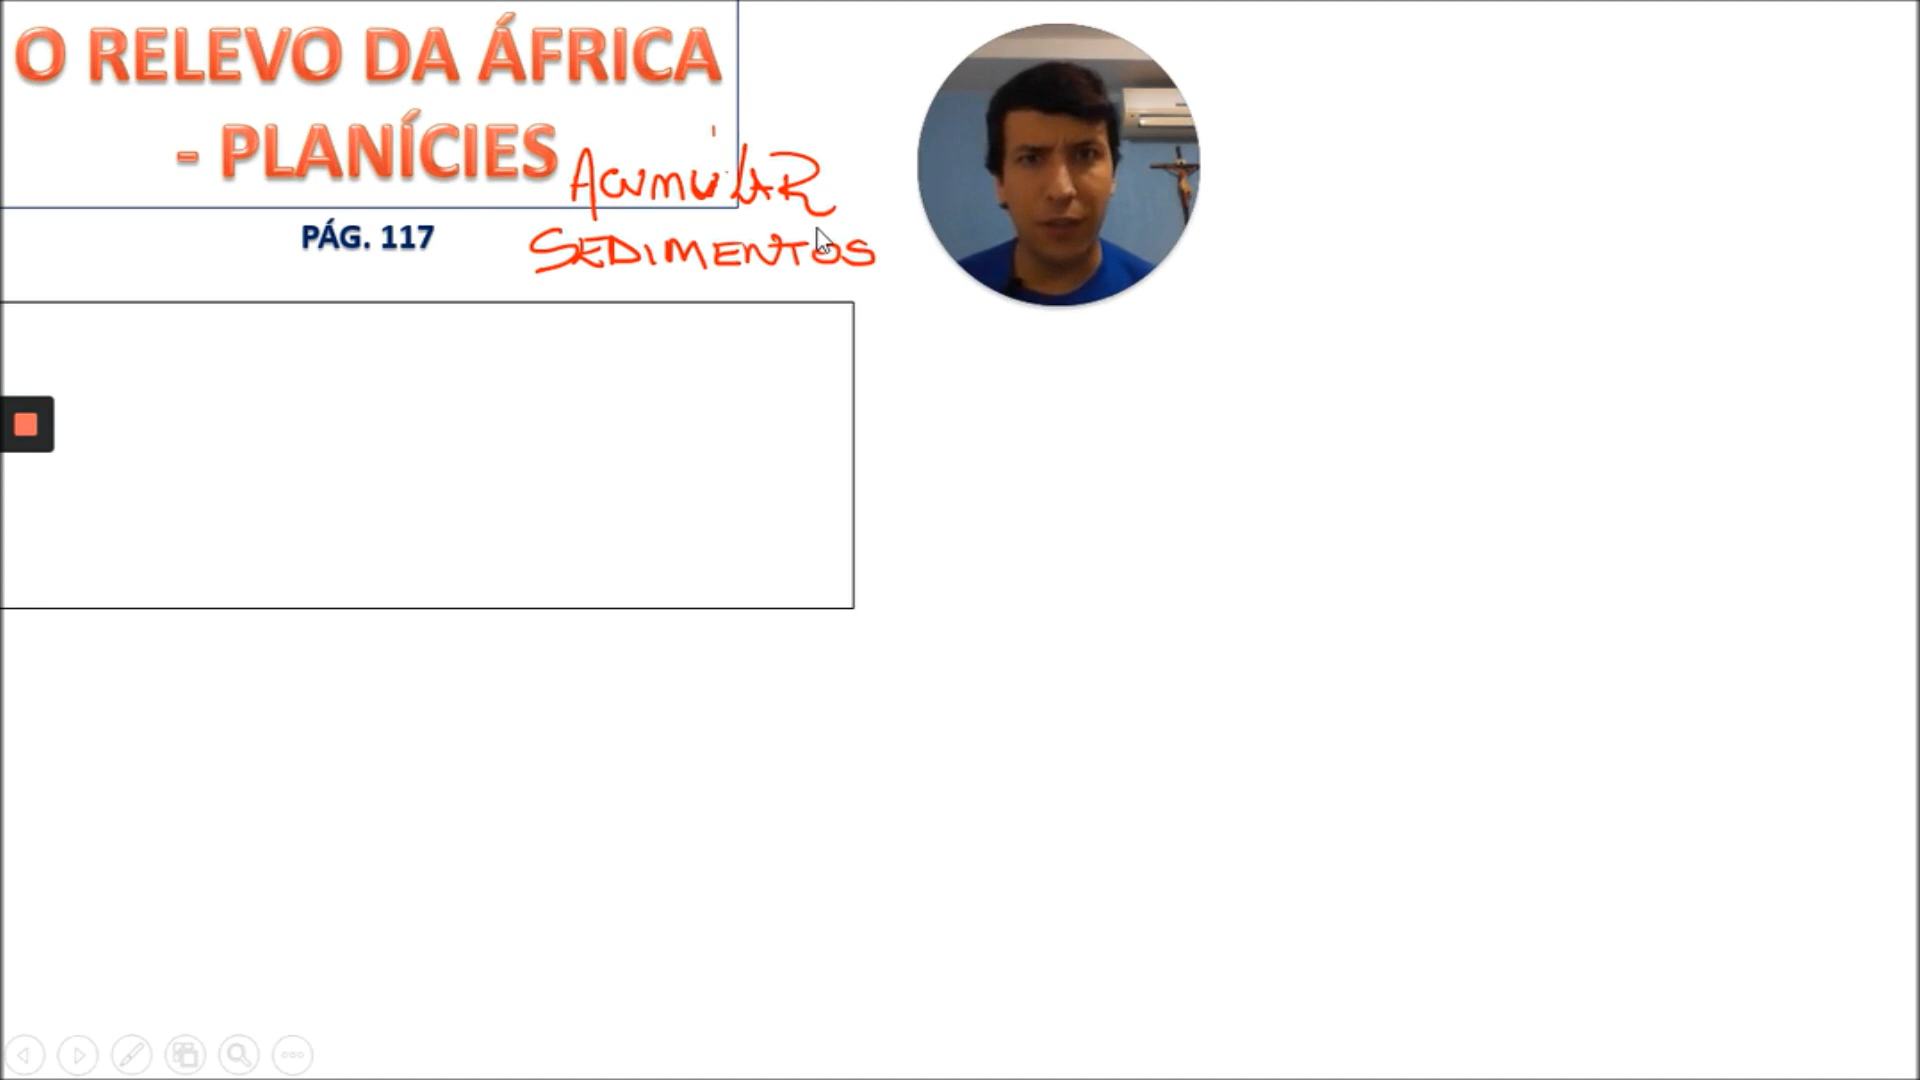 O RELEVO DA ÁFRICA
- PLANÍCIES
ACUMULAR
PÁG. 117
SEDIMENTOS